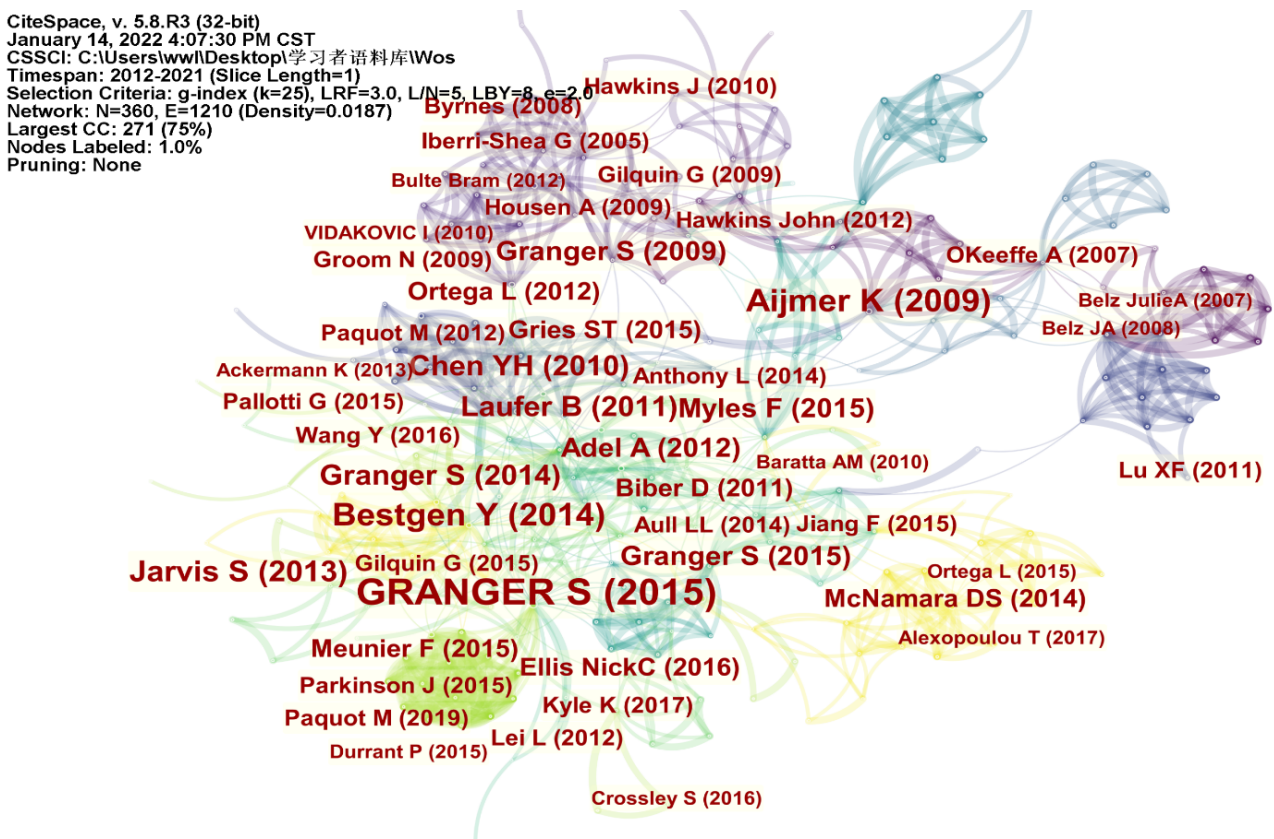 CiteSpace, v. 5.8.R3 (32-bit)
January 14, 2022 4:07:30 PM CST
CSSCI: C:\Users\wwl\Desktop\学习者语料库\Wos
Timespan: 2012-2021 (Slice Length=1)
Selection Criteria: g-index (k=25), LRF=3.0, L/N=5, LBY=8, e=2.0
Network: N=360, E=1210 (Density=0.0187)
Largest CC: 271 (75%)
Nodes Labeled: 1.0%
Pruning: None
Hawkins J (2010)
Byrnes (2008)
Iberri-Shea G (2005)
Bulte Bram (2012)
Gilquin G (2009)
Housen A (2009)
Hawkins John (2012)
VIDAKOVIC I (2010)
Groom N (2009)
Granger S (2009)
OKeeffe A (2007)
Ortega L (2012)
Aijmer K (2009)
Belz JulieA (2007)
Belz JA (2008)
Paquot M (2012)
Gries ST (2015)
Ackermann K (2013)
Chen YH (2010)
Anthony L (2014)
Pallotti G (2015)
Laufer B (2011)
Myles F (2015)
Wang Y (2016)
Adel A (2012)
Baratta AM (2010)
Lu XF (2011)
Granger S (2014)
Biber D (2011)
Bestgen Y (2014)
Aull LL (2014)
Jiang F (2015)
Jarvis S (2013)
Gilquin G (2015)
Granger S (2015)
Ortega L (2015)
GRANGER S (2015)
McNamara DS (2014)
Alexopoulou T (2017)
Meunier F (2015)
Ellis NickC (2016)
Parkinson J (2015)
Kyle K (2017)
Paquot M (2019)
Lei L (2012)
Durrant P (2015)
Crossley S (2016)